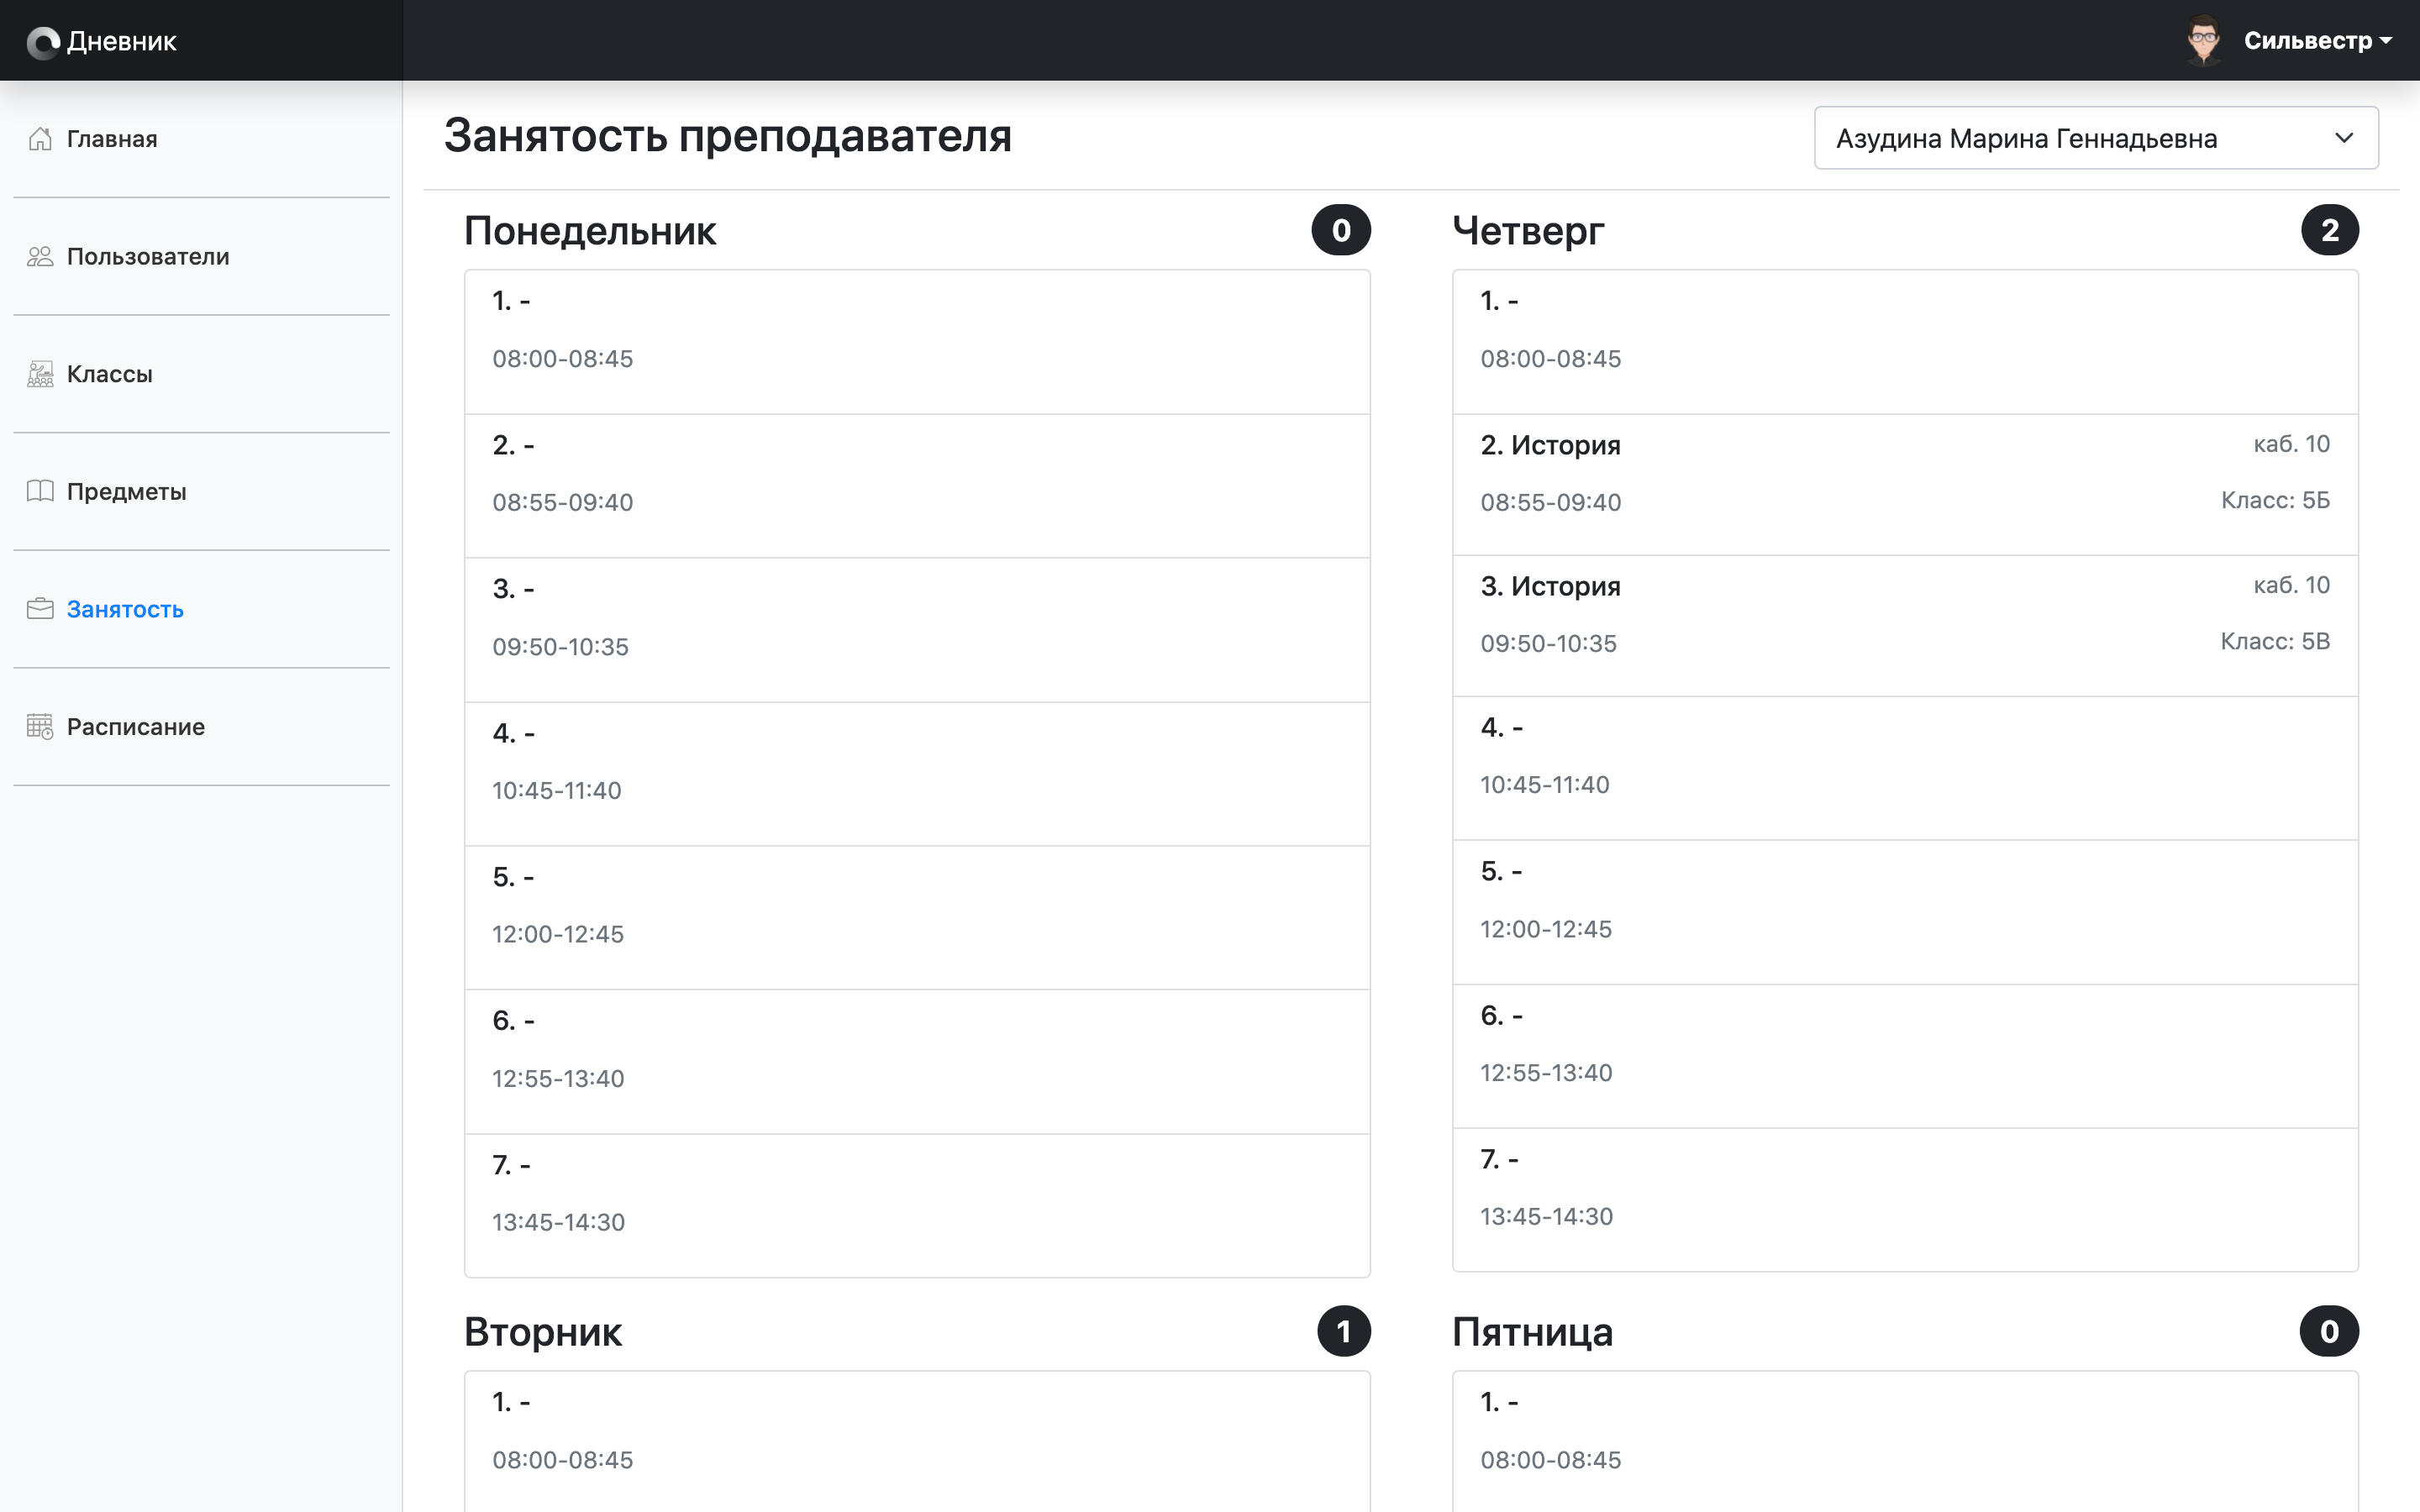 Дневник
Сильвестр
Главная
Пользователи
Классы
Предметы
Занятость
Расписание
Занятость преподавателя
Азудина Марина Геннадьевна
Понедельник 0
1. -
08:00-08:45
2. -
08:55-09:40
3. -
09:50-10:35
4. -
10:45-11:40
5. -
12:00-12:45
6. -
12:55-13:40
7. -
13:45-14:30
Вторник 1
1. -
08:00-08:45
Четверг 2
1. -
08:00-08:45
2. История каб. 10
08:55-09:40 Класс: 5Б
3. История каб. 10
09:50-10:35 Класс: 5В
4. -
10:45-11:40
5. -
12:00-12:45
6. -
12:55-13:40
7. -
13:45-14:30
Пятница 0
1. -
08:00-08:45